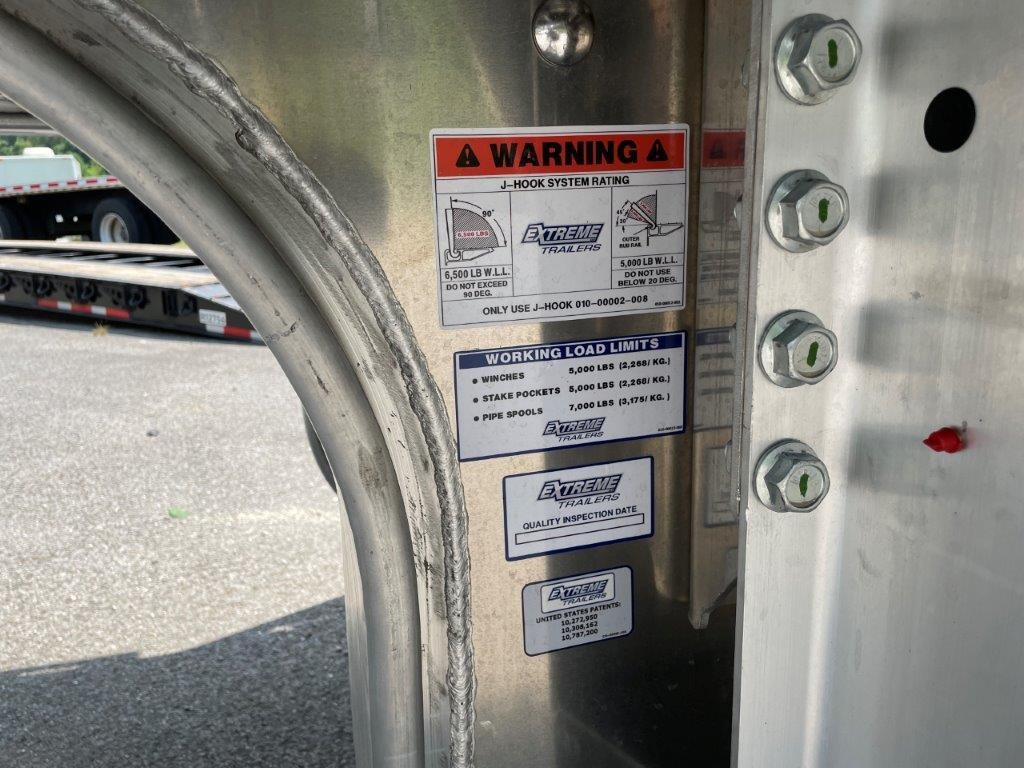 WARNING
J-HOOK SYSTEM RATING
90°
6,500 LBS
6,500 LB W.L.L.
DO NOT EXCEED
90 DEG.
EXTREME
TRAILERS
45°
20°
OUTER
RUB RAIL
5,000 LB W.L.L.
DO NOT USE
BELOW 20 DEG.
ONLY USE J-HOOK 010-00002-008
WORKING LOAD LIMITS
• WINCHES 5,000 LBS (2,268/ KG.)
• STAKE POCKETS 5,000 LBS (2,268/ KG.)
• PIPE SPOOLS 7,000 LBS (3,175/ KG.)
EXTREME
TRAILERS
EXTREME
TRAILERS
QUALITY INSPECTION DATE
EXTREME
TRAILERS
UNITED STATES PATENTS:
10,272,950
10,308,162
10,787,200